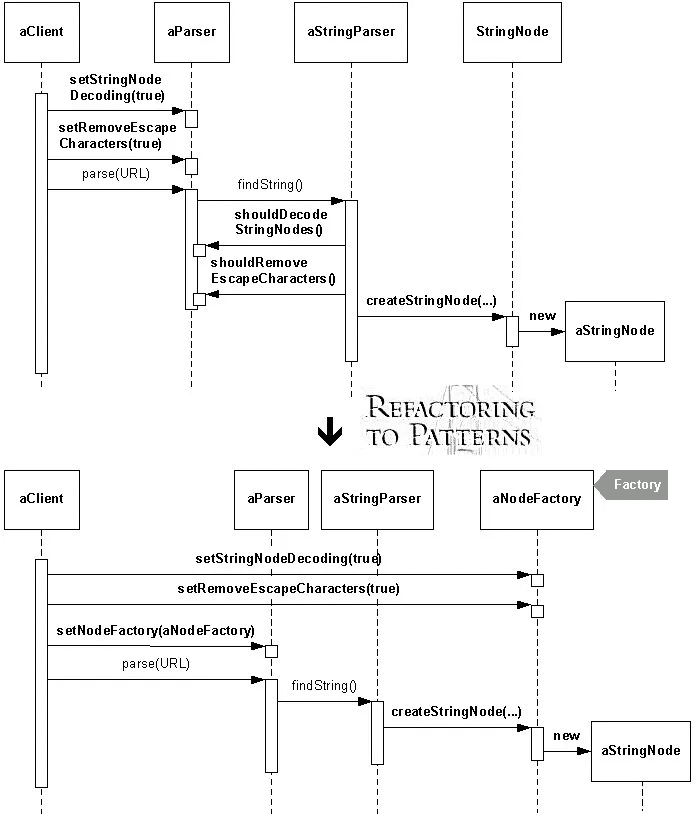 aClient
aParser
aStringParser
StringNode
setStringNode
Decoding(true)
setRemoveEscape
Characters(true)
parse(URL)
findString()
shouldDecode
StringNodes()
shouldRemove
EscapeCharacters()
createStringNode(...)
new
aStringNode
REFACTORING
TO PATTERNS
aClient
aParser
aStringParser
aNodeFactory
Factory
setStringNodeDecoding(true)
setRemoveEscapeCharacters(true)
setNodeFactory(aNodeFactory)
parse(URL)
findString()
createStringNode(...)
new
aStringNode